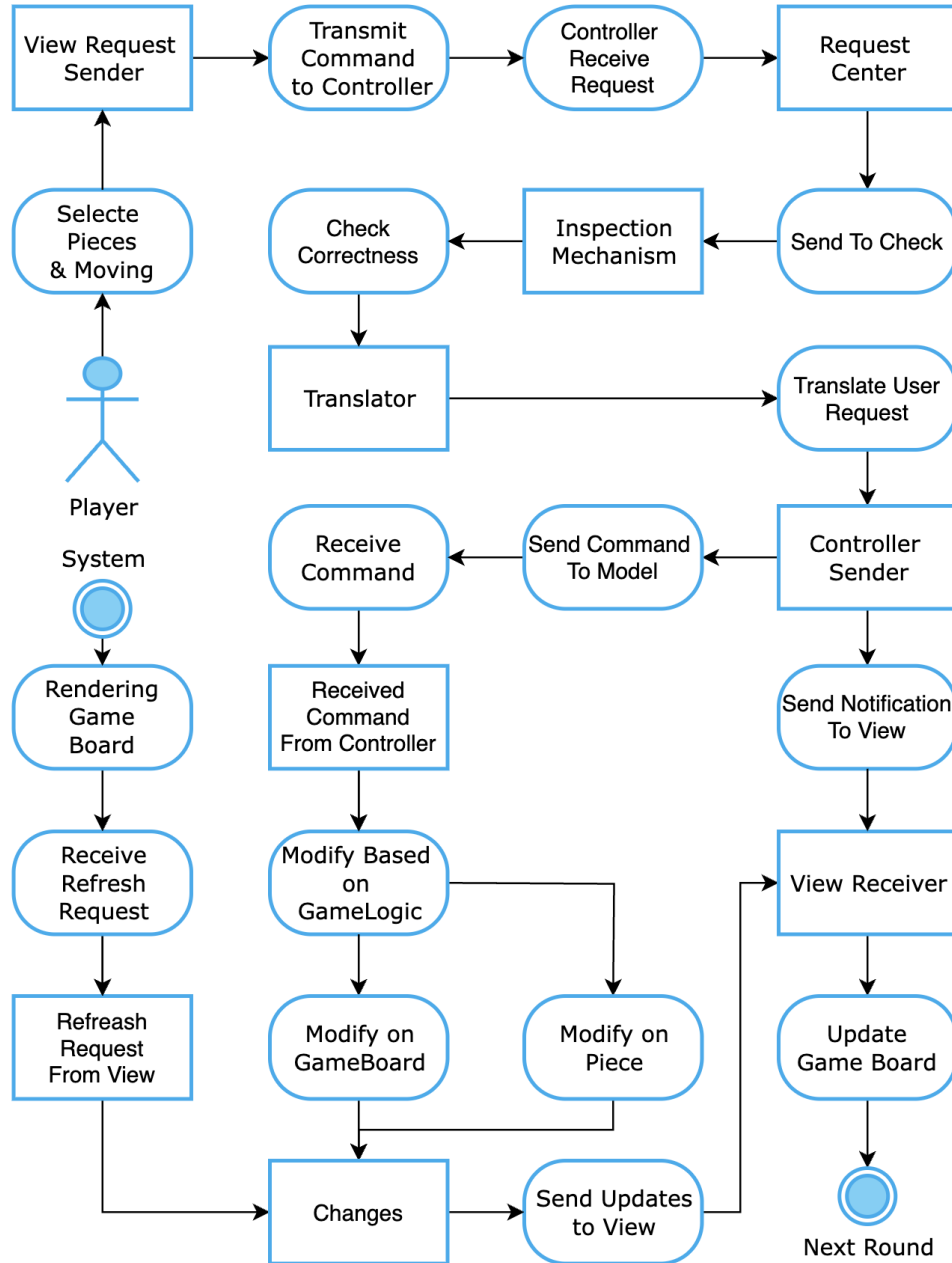 View Request
Sender
Transmit
Command
to Controller
Controller
Receive
Request
Request
Center
Selecte
Pieces
& Moving
Check
Correctness
Inspection
Mechanism
Send To Check
Translator
Translate User
Request
Player
System
Receive
Command
Send Command
To Model
Controller
Sender
Rendering
Game
Board
Received
Command
From Controller
Send Notification
To View
Receive
Refresh
Request
Modify Based
on
GameLogic
View Receiver
Refreash
Request
From View
Modify on
GameBoard
Modify on
Piece
Update
Game Board
Changes
Send Updates
to View
Next Round